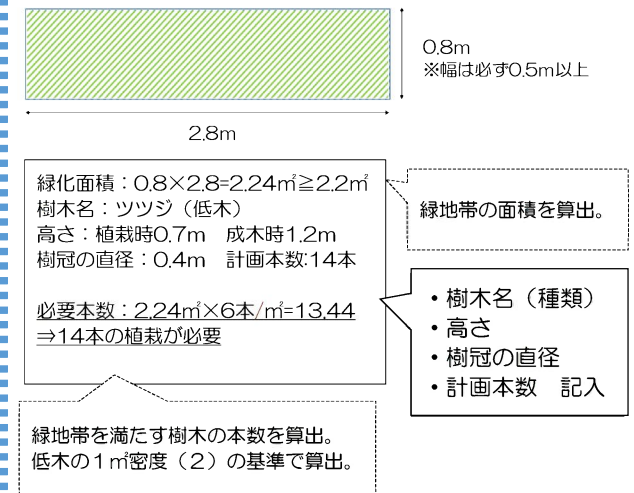 0.8m
※幅は必ず0.5m以上
2.8m
緑化面積：0.8×2.8=2.24㎡≧2.2㎡
樹木名：ツツジ（低木）
高さ：植栽時0.7m　成木時1.2m
樹冠の直径：0.4m　計画本数:14本
必要本数：2.24㎡×6本/㎡=13.44
⇒14本の植栽が必要
緑地帯の面積を算出。
・樹木名（種類）
・高さ
・樹冠の直径
・計画本数　記入
緑地帯を満たす樹木の本数を算出。
低木の1㎡密度（2）の基準で算出。